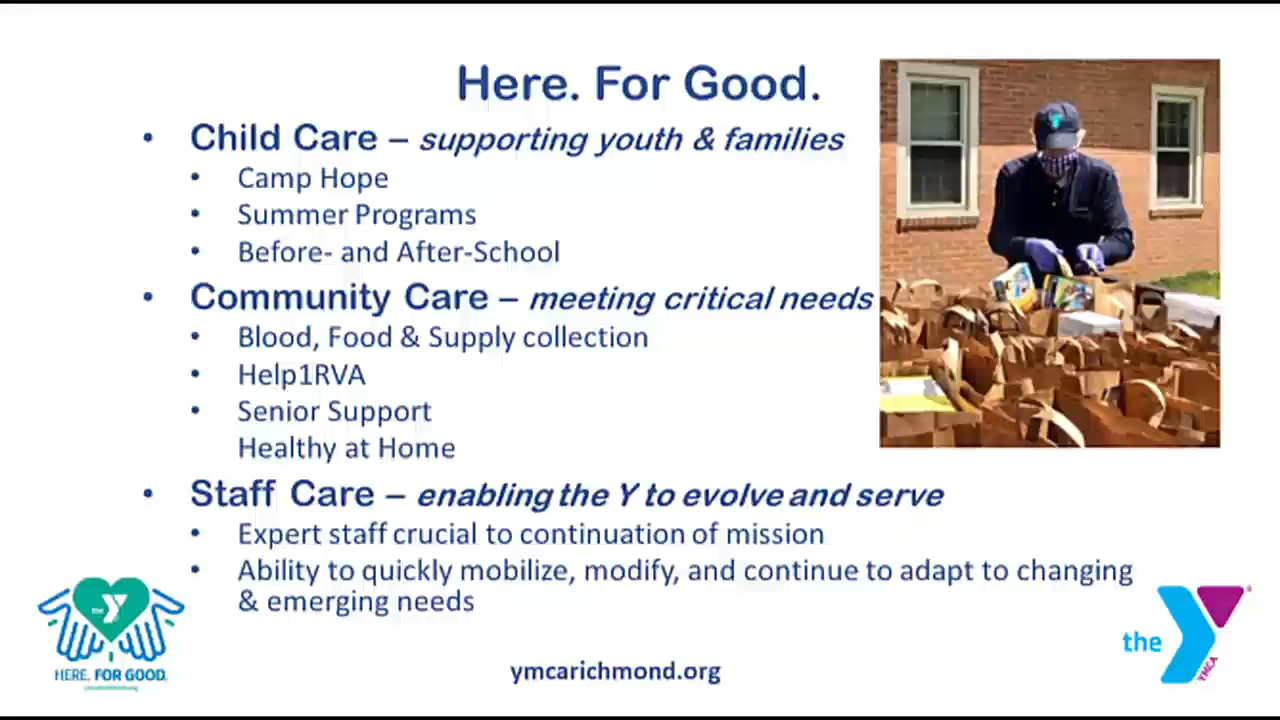 Here. For Good.
• Child Care – supporting youth & families
• Camp Hope
• Summer Programs
• Before- and After-School
• Community Care – meeting critical needs
• Blood, Food & Supply collection
• Help1RVA
• Senior Support
Healthy at Home
• Staff Care – enabling the Y to evolve and serve
• Expert staff crucial to continuation of mission
• Ability to quickly mobilize, modify, and continue to adapt to changing
& emerging needs
the Y
HERE. FOR GOOD.
ymcarichmond.org
the Y
YMCA